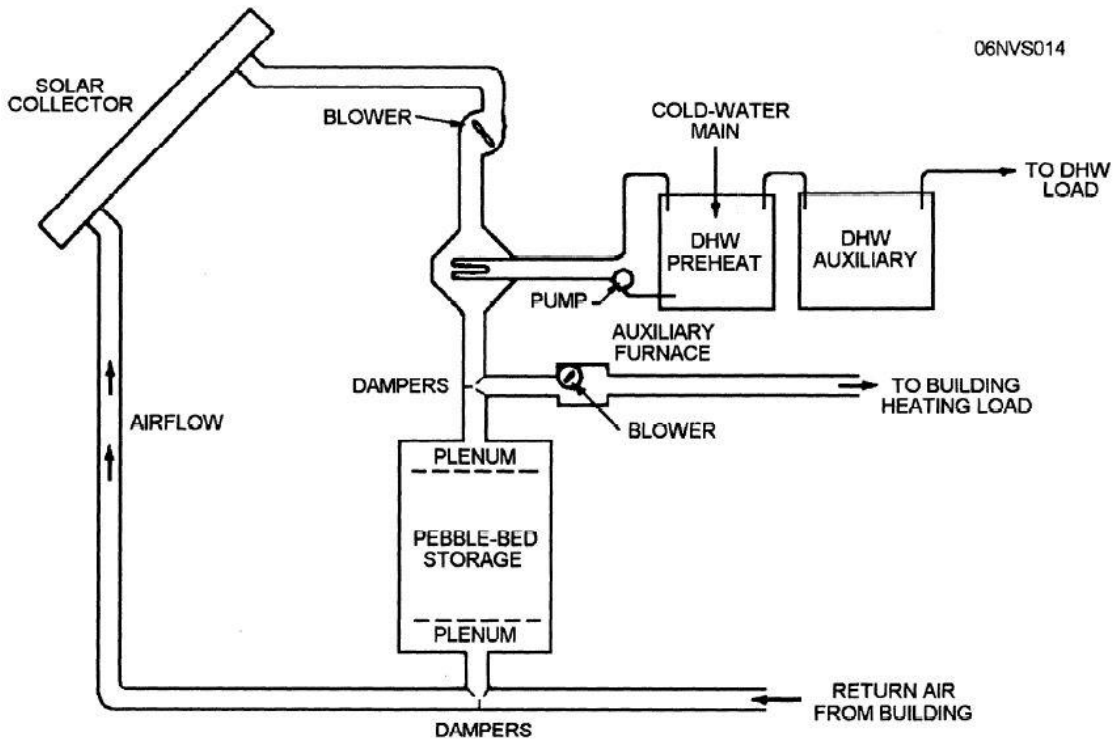 06NVS014
SOLAR
COLLECTOR
BLOWER
COLD-WATER
MAIN
TO DHW
LOAD
DHW
PREHEAT
DHW
AUXILIARY
PUMP
AUXILIARY
FURNACE
DAMPERS
TO BUILDING
HEATING LOAD
AIRFLOW
BLOWER
PLENUM
PEBBLE-BED
STORAGE
PLENUM
RETURN AIR
FROM BUILDING
DAMPERS